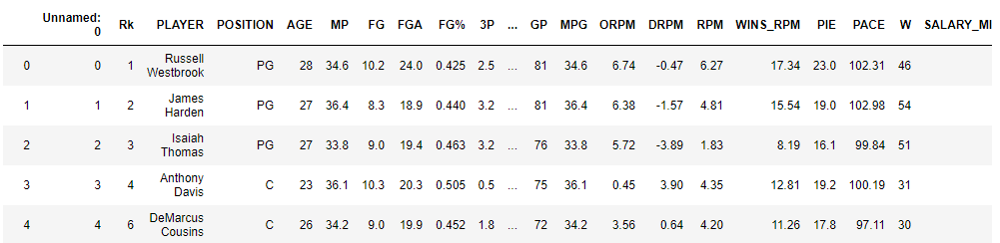 Unnamed: 0 Rk PLAYER POSITION AGE MP FG FGA FG% 3P ... GP MPG ORPM DRPM RPM WINS_RPM PIE PACE W SALARY_MI
0 0 1 Russell Westbrook PG 28 34.6 10.2 24.0 0.425 2.5 ... 81 34.6 6.74 -0.47 6.27 17.34 23.0 102.31 46
1 1 2 James Harden PG 27 36.4 8.3 18.9 0.440 3.2 ... 81 36.4 6.38 -1.57 4.81 15.54 19.0 102.98 54
2 2 3 Isaiah Thomas PG 27 33.8 9.0 19.4 0.463 3.2 ... 76 33.8 5.72 -3.89 1.83 8.19 16.1 99.84 51
3 3 4 Anthony Davis C 23 36.1 10.3 20.3 0.505 0.5 ... 75 36.1 0.45 3.90 4.35 12.81 19.2 100.19 31
4 4 6 DeMarcus Cousins C 26 34.2 9.0 19.9 0.452 1.8 ... 72 34.2 3.56 0.64 4.20 11.26 17.8 97.11 30